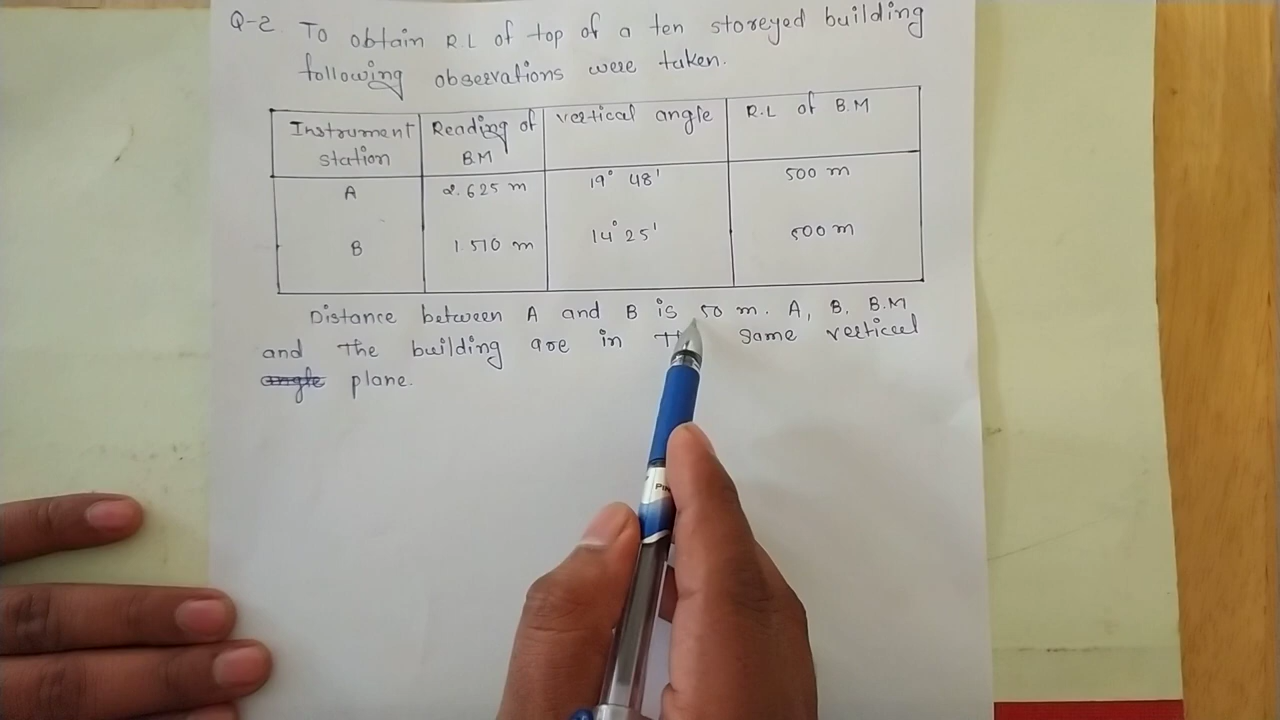 Q-2 To obtain R.L of top of a ten storeyed building
following observations were taken.
Instrument station Reading of B.M vertical angle R.L of B.M
A 2.625 m 19° 48' 500 m
B 1.510 m 14° 25' 500 m
Distance between A and B is 50 m. A, B, B.M
and the building are in same vertical
angle plane.